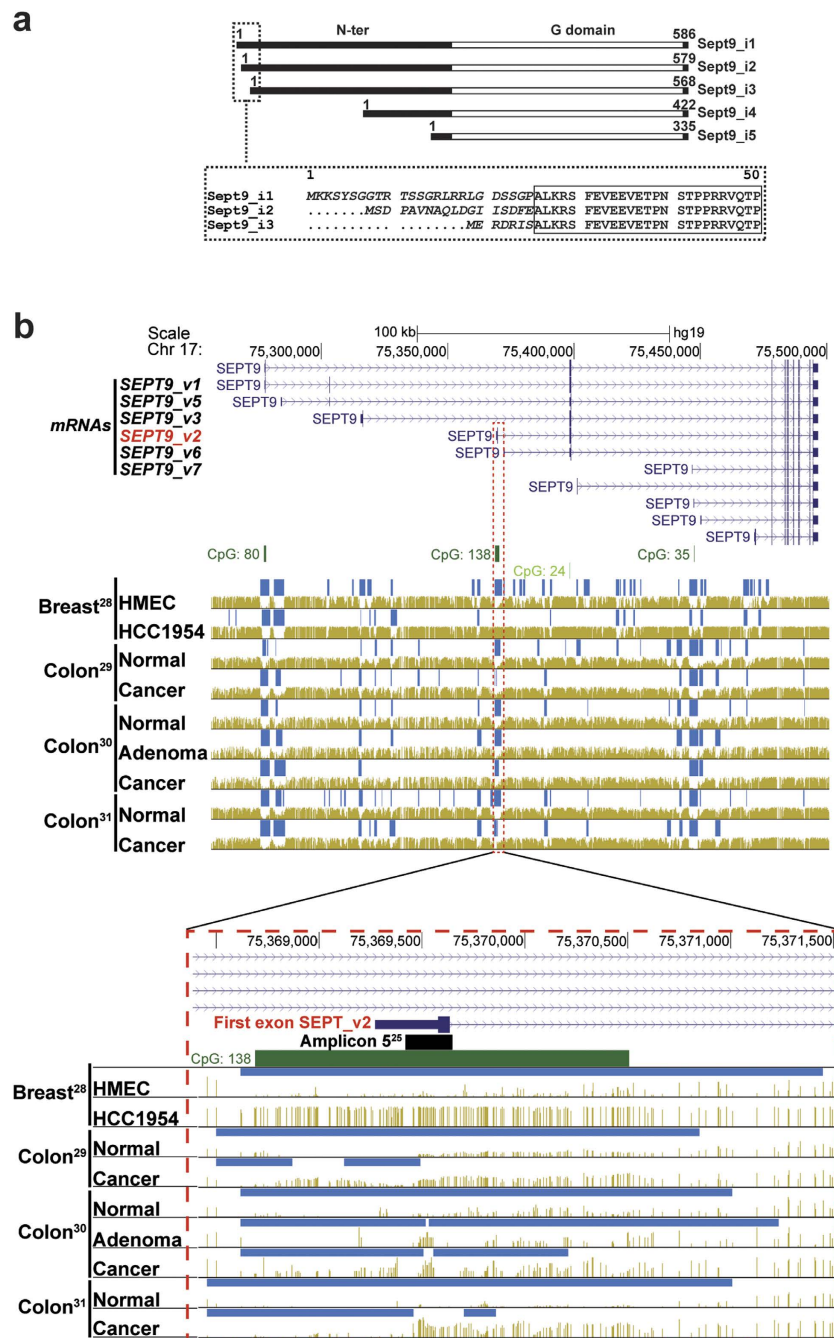 a
N-ter G domain
1 586 Sept9_i1
1 579 Sept9_i2
1 568 Sept9_i3
1 422 Sept9_i4
1 335 Sept9_i5
1 50
Sept9_i1 MKKSYSGGTR TSSGRLRRLG DSSGPALKRS FEVEEVETPN STPPRRVQTP
Sept9_i2 .......MSD PAVNAQLDGI ISDFEALKRS FEVEEVETPN STPPRRVQTP
Sept9_i3 .......... ........ME RDRISALKRS FEVEEVETPN STPPRRVQTP
b
Scale 100 kb hg19
Chr 17: 75,300,000 75,350,000 75,400,000 75,450,000 75,500,000
SEPT9
SEPT9_v1 SEPT9
SEPT9_v5 SEPT9
mRNAs
SEPT9_v3 SEPT9
SEPT9_v2 SEPT9
SEPT9_v6 SEPT9
SEPT9_v7 SEPT9
SEPT9
SEPT9
SEPT9
SEPT9
CpG: 80 CpG: 138 CpG: 35
CpG: 24
Breast28 HMEC
HCC1954
Colon29 Normal
Cancer
Normal
Colon30 Adenoma
Cancer
Colon31 Normal
Cancer
75,369,000 75,369,500 75,370,000 75,370,500 75,371,000 75,371,500
First exon SEPT_v2
Amplicon 525
CpG: 138
Breast28 HMEC
HCC1954
Colon29 Normal
Cancer
Normal
Colon30 Adenoma
Cancer
Colon31 Normal
Cancer